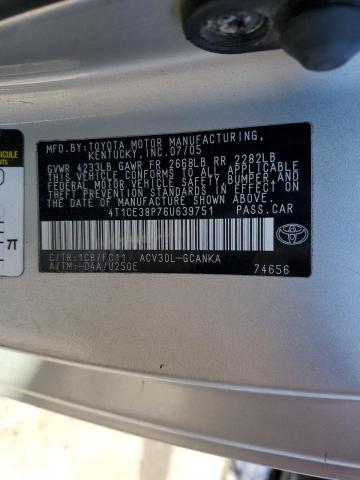 MFD.BY:TOYOTA MOTOR MANUFACTURING,
KENTUCKY, INC. 07/05
GVWR 4233LB GAWR FR 2668LB RR 2282LB
THIS VEHICLE CONFORMS TO ALL APPLICABLE
FEDERAL MOTOR VEHICLE SAFETY, BUMPER, AND
THEFT PREVENTION STANDARDS IN EFFECT ON
THE DATE OF MANUFACTURE SHOWN ABOVE.
4T1CE38P76U639751 PASS.CAR
C/TR:1C8/FC11 ACV30L-GCANKA
A/TM:-04A/U250E 74656
TOYOTA